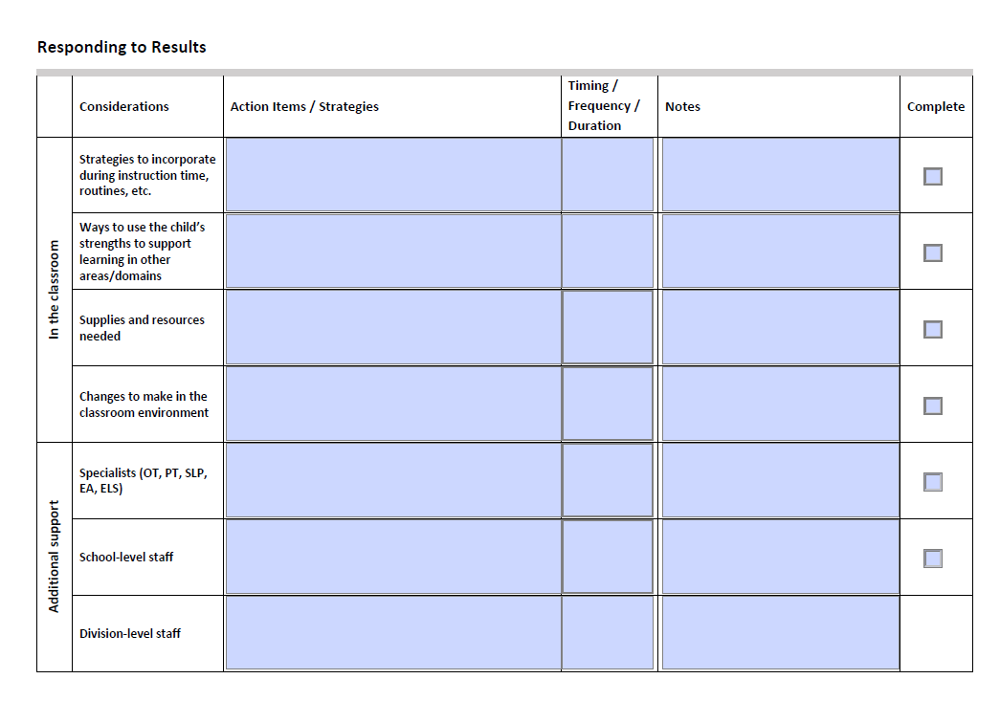 Responding to Results
Considerations
Action Items / Strategies
Timing /
Frequency /
Duration
Notes
Complete
In the classroom
Strategies to incorporate
during instruction time,
routines, etc.
Ways to use the child’s
strengths to support
learning in other
areas/domains
Supplies and resources
needed
Changes to make in the
classroom environment
Additional support
Specialists (OT, PT, SLP,
EA, ELS)
School-level staff
Division-level staff